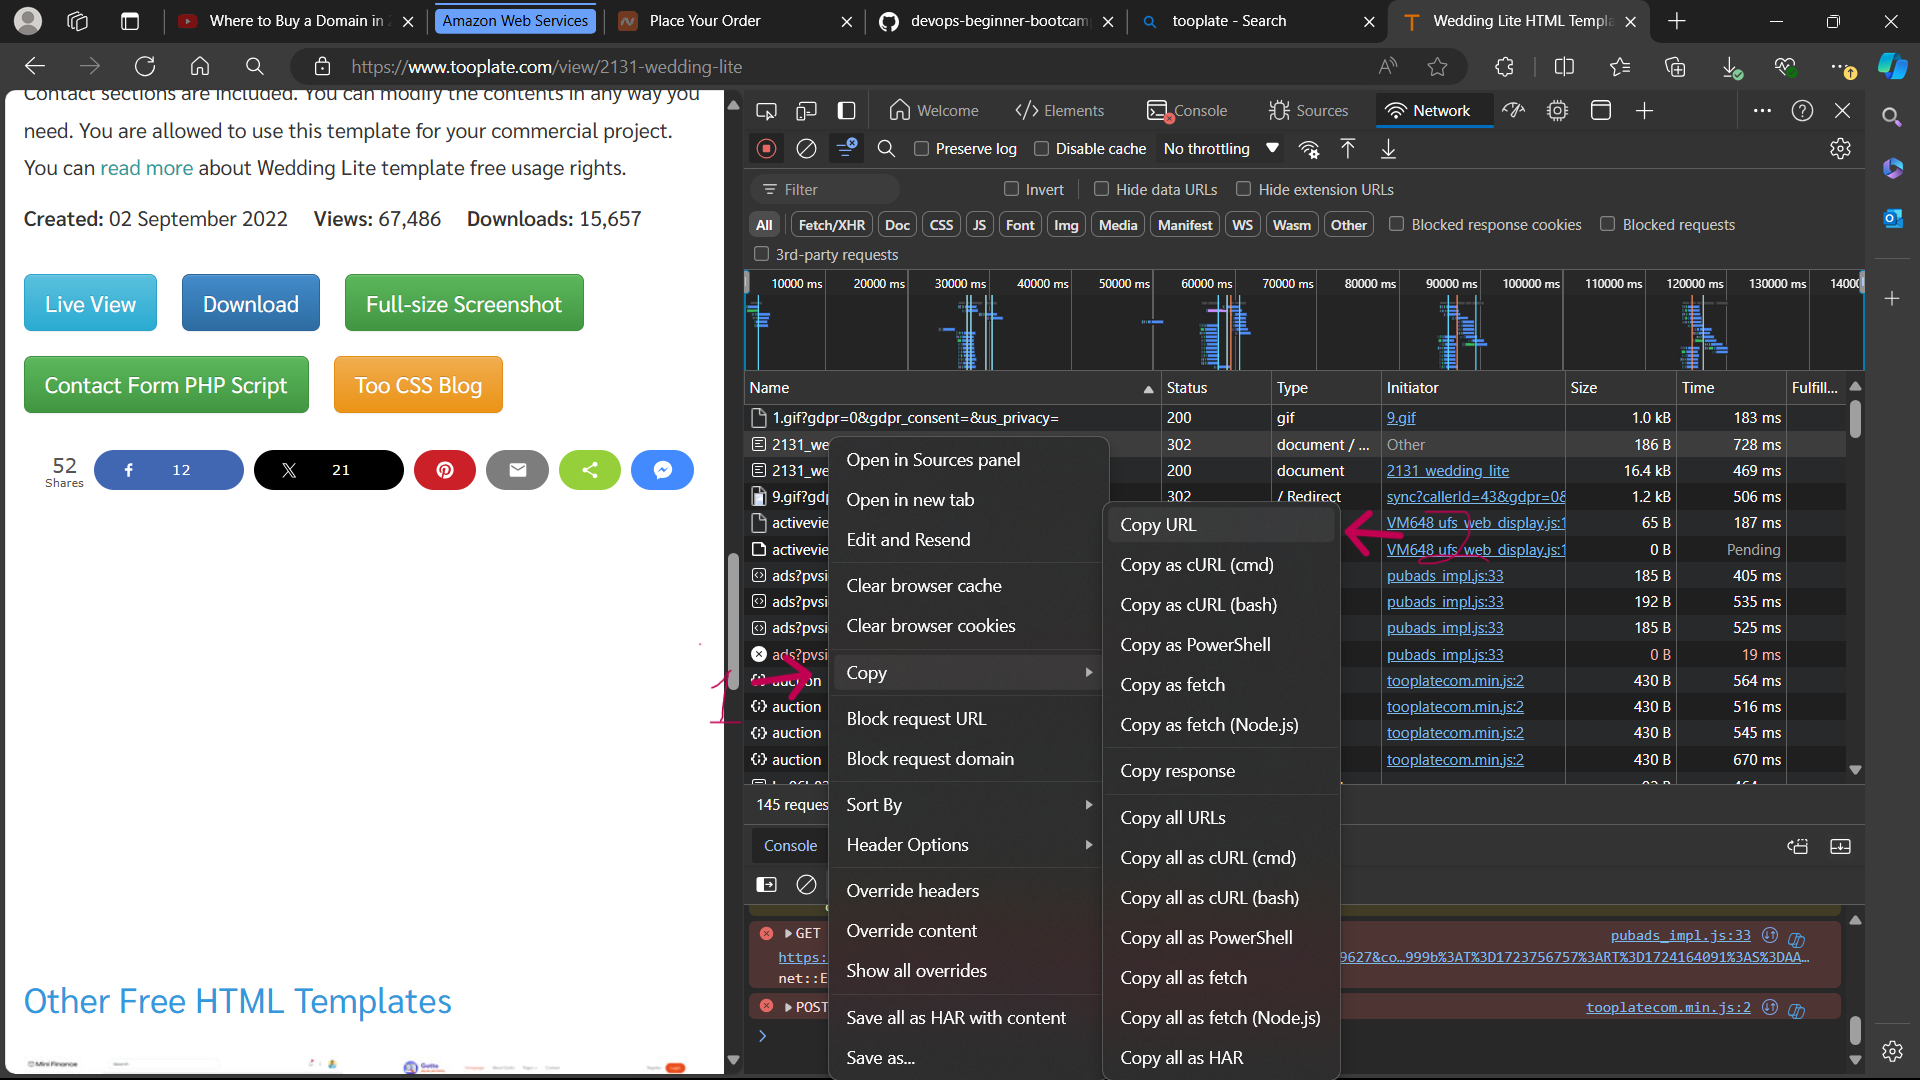 Where to Buy a Domain in
Amazon Web Services
Place Your Order
devops-beginner-bootcam
tooplate - Search
Wedding Lite HTML Templa
https://www.tooplate.com/view/2131-wedding-lite
Contact sections are included. You can modify the contents in any way you
need. You are allowed to use this template for your commercial project.
You can read more about Wedding Lite template free usage rights.
Created: 02 September 2022 Views: 67,486 Downloads: 15,657
Live View Download Full-size Screenshot
Contact Form PHP Script Too CSS Blog
52
Shares
12
21
Other Free HTML Templates
Mini Finance
Welcome Elements Console Sources Network
Preserve log Disable cache No throttling
Filter Invert Hide data URLs Hide extension URLs
All Fetch/XHR Doc CSS JS Font Img Media Manifest WS Wasm Other Blocked response cookies Blocked requests
3rd-party requests
10000 ms 20000 ms 30000 ms 40000 ms 50000 ms 60000 ms 70000 ms 80000 ms 90000 ms 100000 ms 110000 ms 120000 ms 130000 ms 1400
Name Status Type Initiator Size Time Fulfill...
1.gif?gdpr=0&gdpr_consent=&us_privacy= 200 gif 9.gif 1.0 kB 183 ms
2131_we 302 document / ... Other 186 B 728 ms
2131_we 200 document 2131_wedding_lite 16.4 kB 469 ms
9.gif?gdp 302 / Redirect sync?callerId=43&gdpr=0& 1.2 kB 506 ms
activevie VM648 ufs_web_display.js:1 65 B 187 ms
activevie VM648 ufs_web_display.js:1 0 B Pending
ads?pvsi pubads_impl.js:33 185 B 405 ms
ads?pvsi pubads_impl.js:33 192 B 535 ms
ads?pvsi pubads_impl.js:33 185 B 525 ms
ads?pvsi pubads_impl.js:33 0 B 19 ms
auction tooplatecom.min.js:2 430 B 564 ms
auction tooplatecom.min.js:2 430 B 516 ms
auction tooplatecom.min.js:2 430 B 545 ms
auction tooplatecom.min.js:2 430 B 670 ms
145 reques
Open in Sources panel
Open in new tab
Edit and Resend
Clear browser cache
Clear browser cookies
Copy
Block request URL
Block request domain
Sort By
Header Options
Override headers
Override content
Show all overrides
Save all as HAR with content
Save as...
Copy URL
Copy as cURL (cmd)
Copy as cURL (bash)
Copy as PowerShell
Copy as fetch
Copy as fetch (Node.js)
Copy response
Copy all URLs
Copy all as cURL (cmd)
Copy all as cURL (bash)
Copy all as PowerShell
Copy all as fetch
Copy all as fetch (Node.js)
Copy all as HAR
1
2
Console
GET pubads_impl.js:33
https: 9627&co…999b%3AT%3D1723756757%3ART%3D1724164091%3AS%3DAA…
net::E
POST tooplatecom.min.js:2